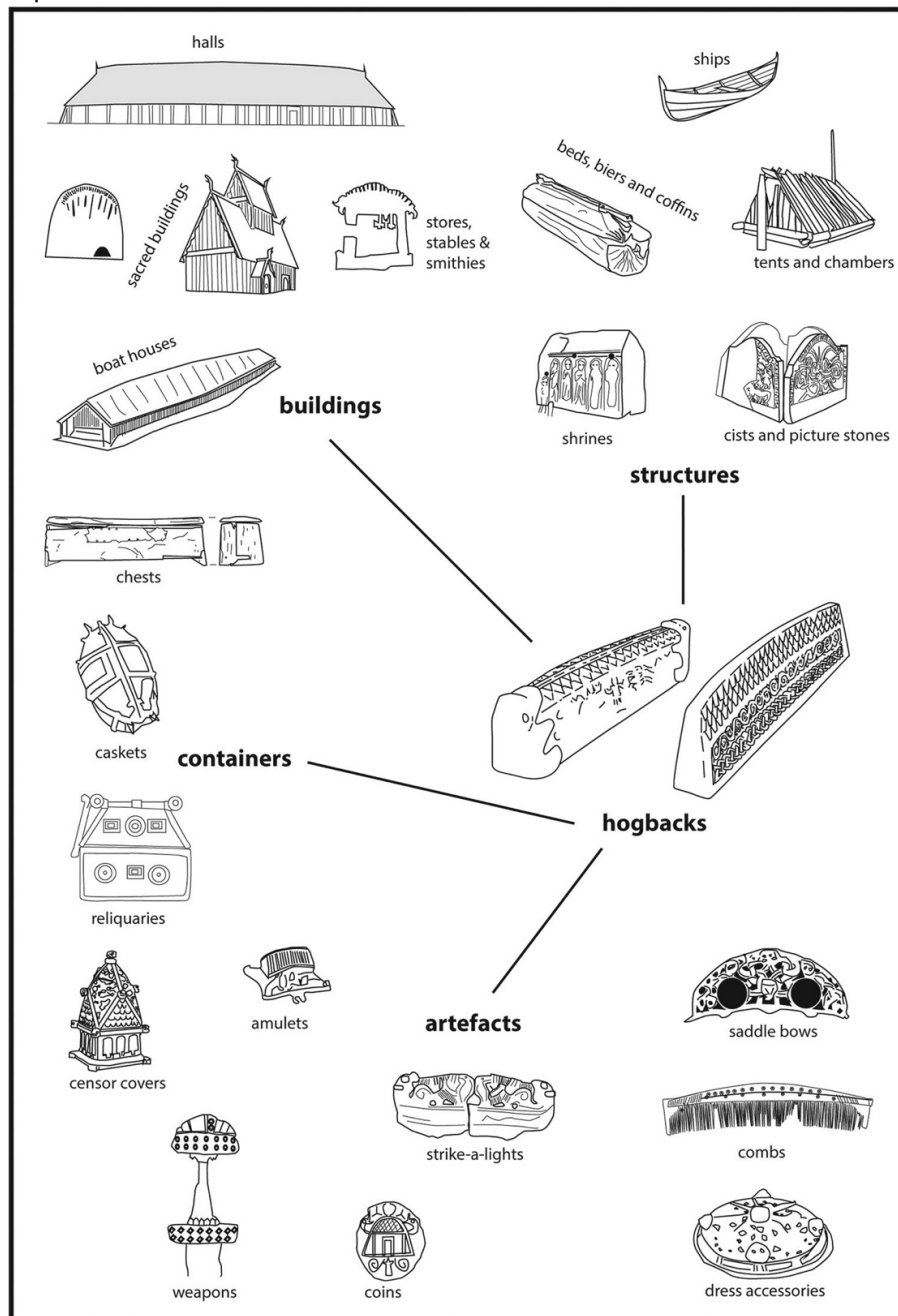 halls
ships
beds, biers and coffins
sacred buildings
stores,
stables &
smithies
tents and chambers
boat houses
buildings
shrines
cists and picture stones
structures
chests
caskets
containers
hogbacks
reliquaries
amulets
artefacts
saddle bows
censor covers
strike-a-lights
combs
weapons
coins
dress accessories